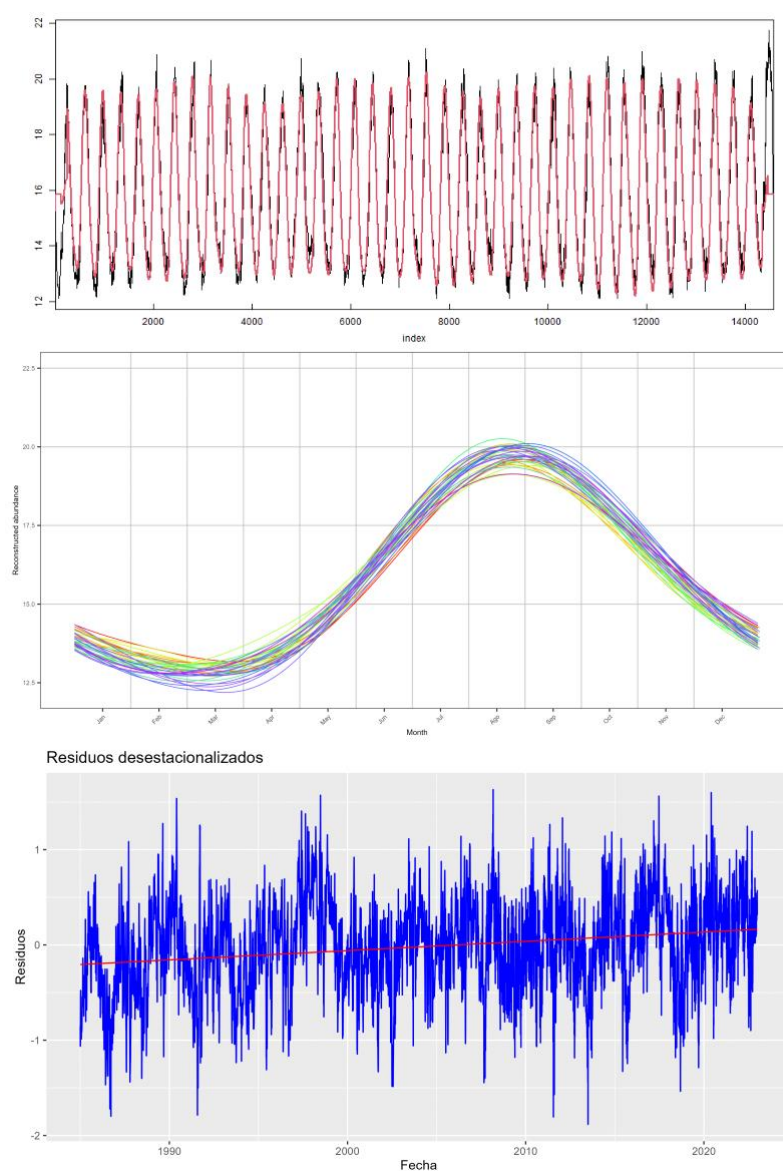 22
20
18
16
14
12
2000 4000 6000 8000 10000 12000 14000
index
22.5
20.0
17.5
15.0
12.5
Reconstructed abundance
Jan Feb Mar Apr May Jun Jul Ago Sep Oct Nov Dec
Month
Residuos desestacionalizados
1
0
-1
-2
Residuos
1990 2000 2010 2020
Fecha